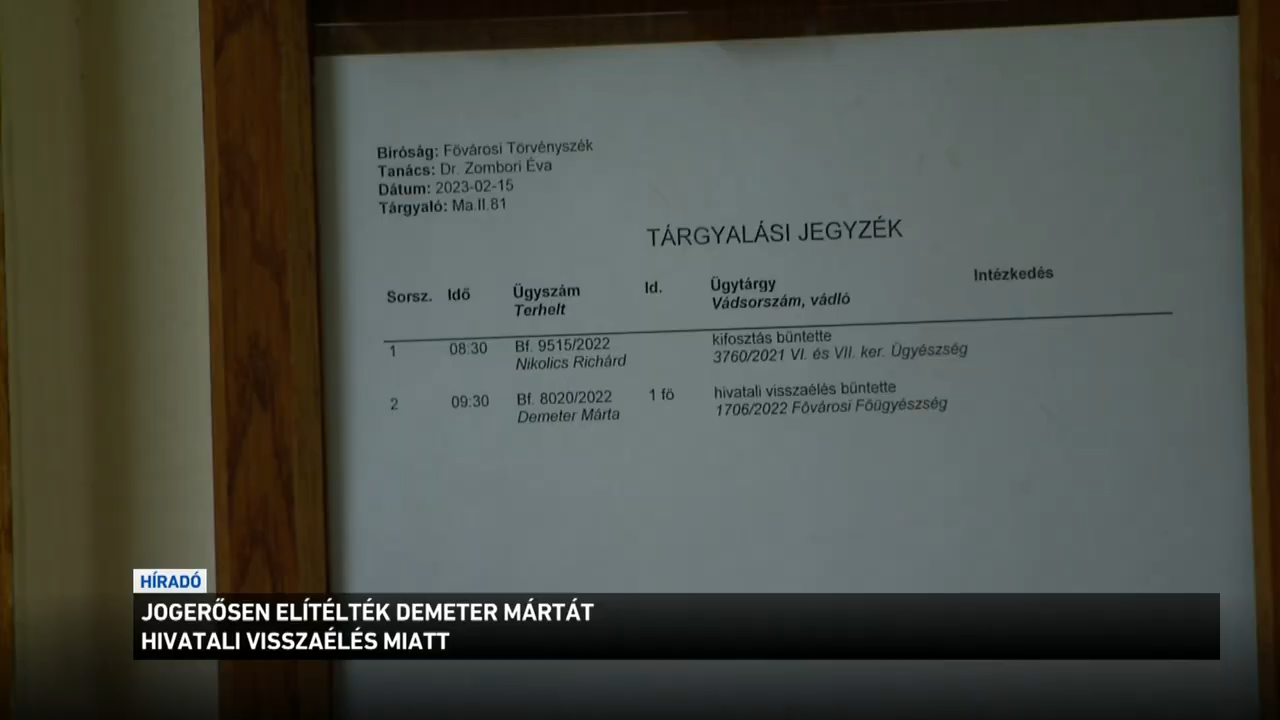 Bíróság: Fővárosi Törvényszék
Tanács: Dr. Zombori Éva
Dátum: 2023-02-15
Tárgyaló: Ma.II.81
TÁRGYALÁSI JEGYZÉK
Sorsz. Idő Ügyszám Id. Ügytárgy Intézkedés
Terhelt Vádsorszám, vádló
1 08:30 Bf. 9515/2022 kifosztás bűntette
Nikolics Richárd 3760/2021 VI. és VII. ker. Ügyészség
2 09:30 Bf. 8020/2022 1 fő hivatali visszaélés bűntette
Demeter Márta 1706/2022 Fővárosi Főügyészség
HÍRADÓ
JOGERŐSEN ELÍTÉLTÉK DEMETER MÁRTÁT
HIVATALI VISSZAÉLÉS MIATT